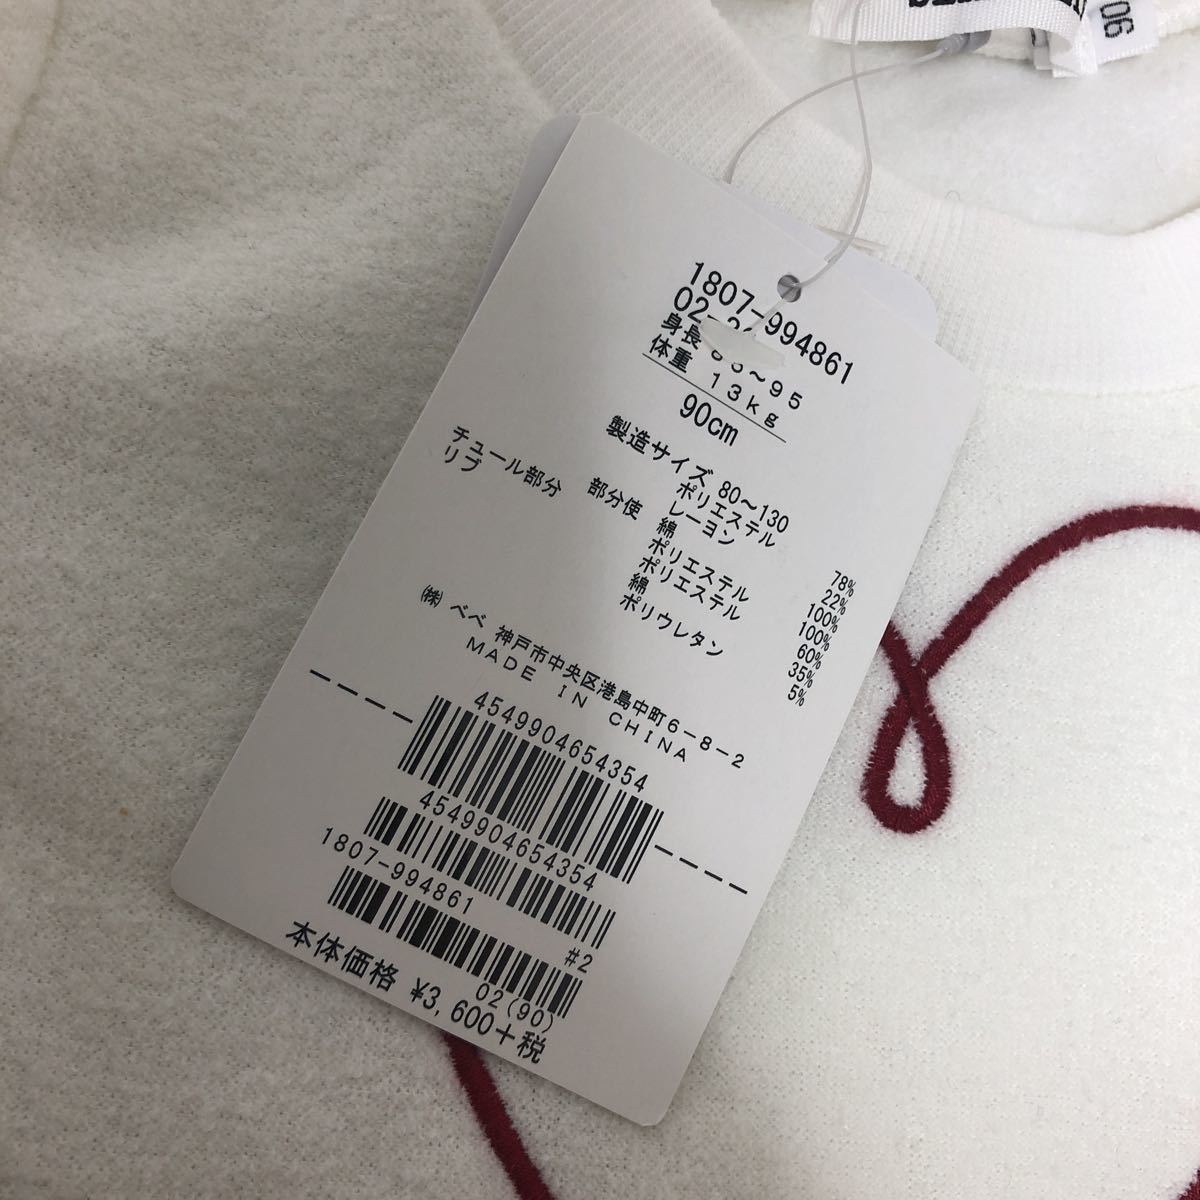 06
1807-994861
02-
身長 85～95
体重 13kg
90cm
製造サイズ 80～130
ポリエステル 78%
レーヨン 22%
チュール部分 部分使 綿 100%
リブ ポリエステル 100%
ポリエステル 60%
綿 35%
ポリウレタン 5%
㈱ ベベ 神戸市中央区港島中町6-8-2
MADE IN CHINA
4549904654354
4549904654354
1807-994861
#2
02(90)
本体価格 ¥3,600+税